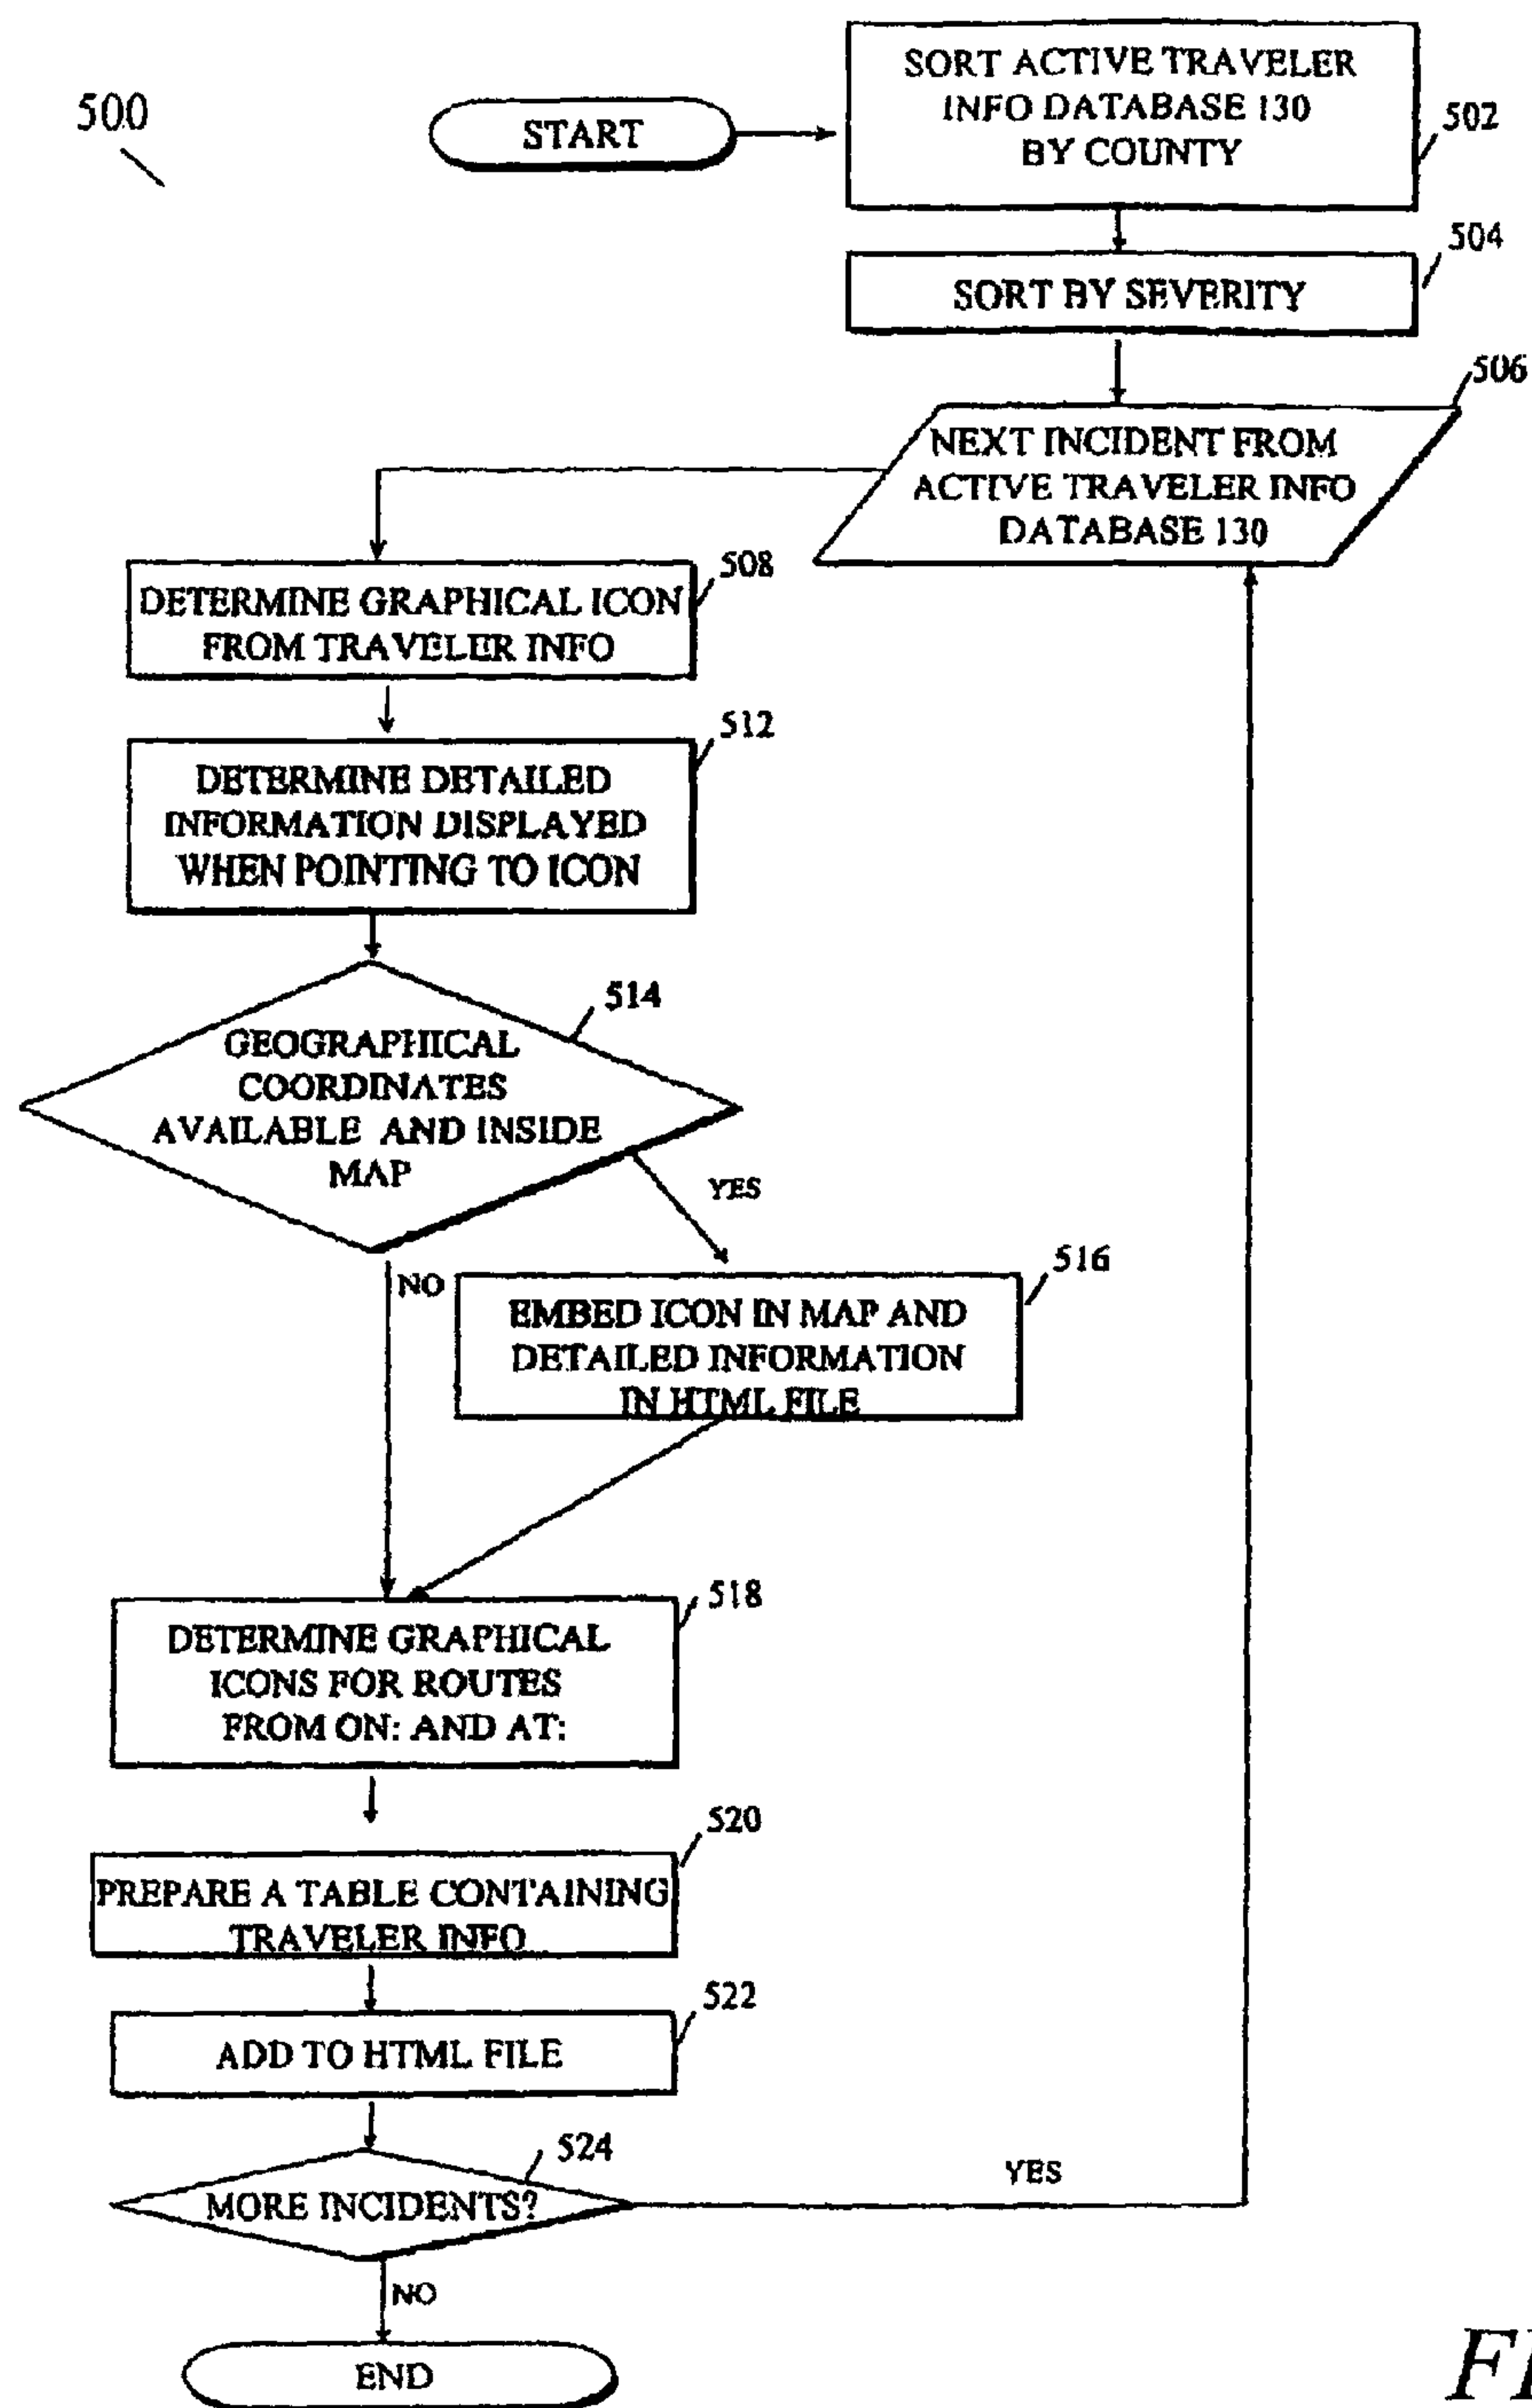 500
START
SORT ACTIVE TRAVELER
INFO DATABASE 130
BY COUNTY
502
SORT BY SEVERITY
504
NEXT INCIDENT FROM
ACTIVE TRAVELER INFO
DATABASE 130
506
DETERMINE GRAPHICAL ICON
FROM TRAVELER INFO
508
DETERMINE DETAILED
INFORMATION DISPLAYED
WHEN POINTING TO ICON
512
GEOGRAPHICAL
COORDINATES
AVAILABLE AND INSIDE
MAP
514
YES
NO
EMBED ICON IN MAP AND
DETAILED INFORMATION
IN HTML FILE
516
DETERMINE GRAPHICAL
ICONS FOR ROUTES
FROM ON: AND AT:
518
PREPARE A TABLE CONTAINING
TRAVELER INFO
520
ADD TO HTML FILE
522
MORE INCIDENTS?
524
YES
NO
END